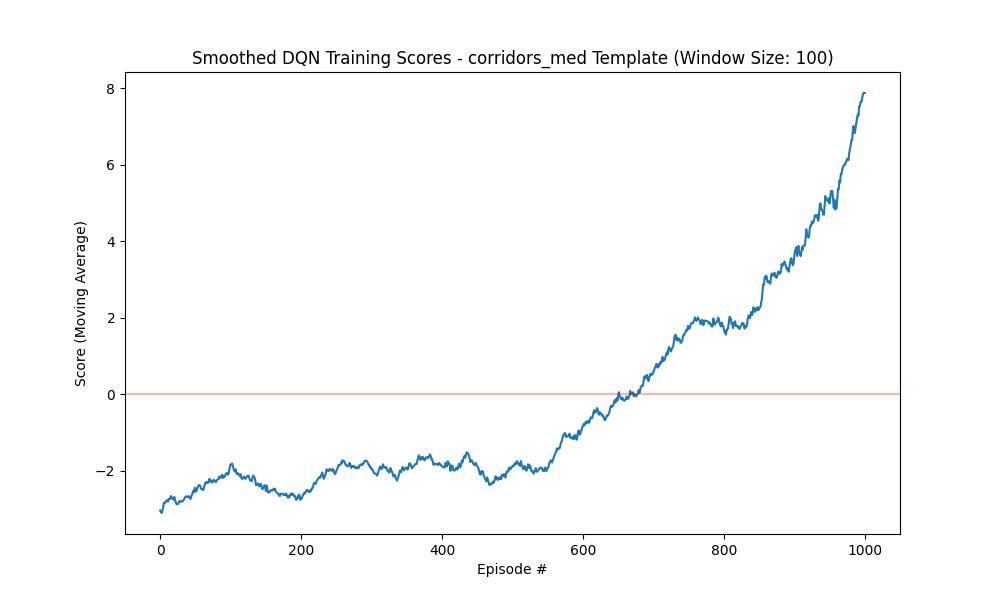 Smoothed DQN Training Scores - corridors_med Template (Window Size: 100)
Score (Moving Average)
8
6
4
2
0
−2
0 200 400 600 800 1000
Episode #